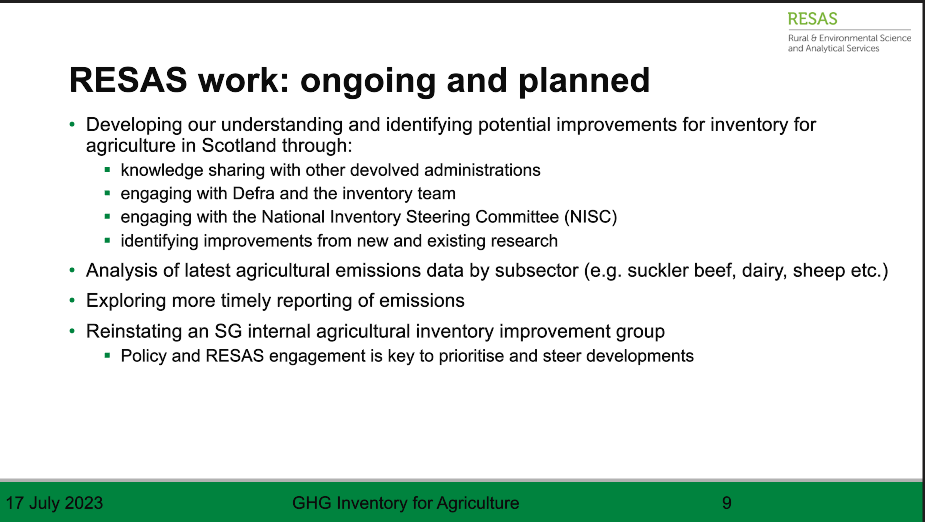 RESAS
Rural & Environmental Science
and Analytical Services
RESAS work: ongoing and planned
• Developing our understanding and identifying potential improvements for inventory for
agriculture in Scotland through:
▪ knowledge sharing with other devolved administrations
▪ engaging with Defra and the inventory team
▪ engaging with the National Inventory Steering Committee (NISC)
▪ identifying improvements from new and existing research
• Analysis of latest agricultural emissions data by subsector (e.g. suckler beef, dairy, sheep etc.)
• Exploring more timely reporting of emissions
• Reinstating an SG internal agricultural inventory improvement group
▪ Policy and RESAS engagement is key to prioritise and steer developments
17 July 2023 GHG Inventory for Agriculture 9